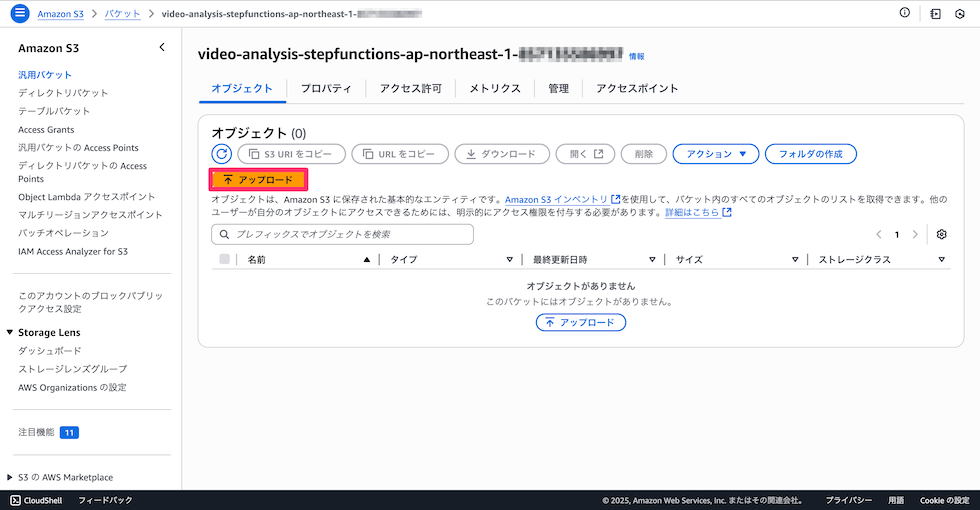 Amazon S3 > バケット > video-analysis-stepfunctions-ap-northeast-1-
Amazon S3
汎用バケット
ディレクトリバケット
テーブルバケット
Access Grants
汎用バケットの Access Points
ディレクトリバケットの Access
Points
Object Lambda アクセスポイント
マルチリージョンアクセスポイント
バッチオペレーション
IAM Access Analyzer for S3
このアカウントのブロックパブリッ
クアクセス設定
Storage Lens
ダッシュボード
ストレージレンズグループ
AWS Organizations の設定
注目機能 11
S3 の AWS Marketplace
video-analysis-stepfunctions-ap-northeast-1- 情報
オブジェクト プロパティ アクセス許可 メトリクス 管理 アクセスポイント
オブジェクト (0)
S3 URI をコピー URL をコピー ダウンロード 開く 削除 アクション フォルダの作成
アップロード
オブジェクトは、Amazon S3 に保存された基本的なエンティティです。Amazon S3 インベントリ を使用して、バケット内のすべてのオブジェクトのリストを取得できます。他の
ユーザーが自分のオブジェクトにアクセスできるためには、明示的にアクセス権限を付与する必要があります。詳細はこちら
プレフィックスでオブジェクトを検索 1
名前 タイプ 最終更新日時 サイズ ストレージクラス
オブジェクトがありません
このバケットにはオブジェクトがありません。
アップロード
CloudShell フィードバック © 2025, Amazon Web Services, Inc. またはその関連会社。 プライバシー 用語 Cookie の設定